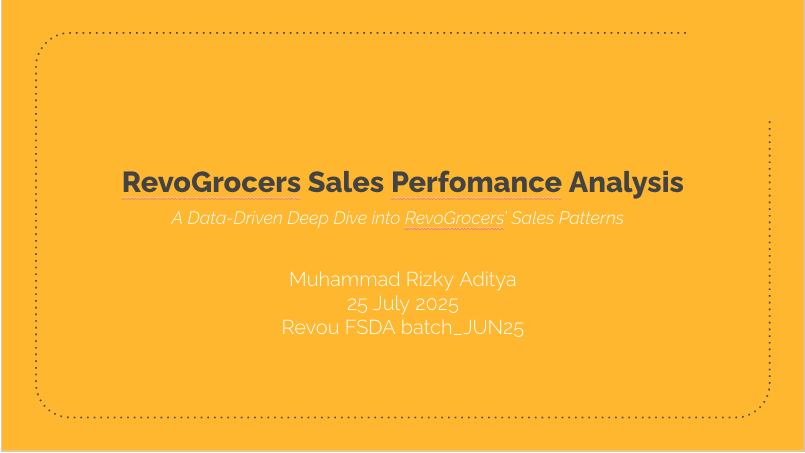 RevoGrocers Sales Perfomance Analysis
A Data-Driven Deep Dive into RevoGrocers' Sales Patterns
Muhammad Rizky Aditya
25 July 2025
Revou FSDA batch_JUN25